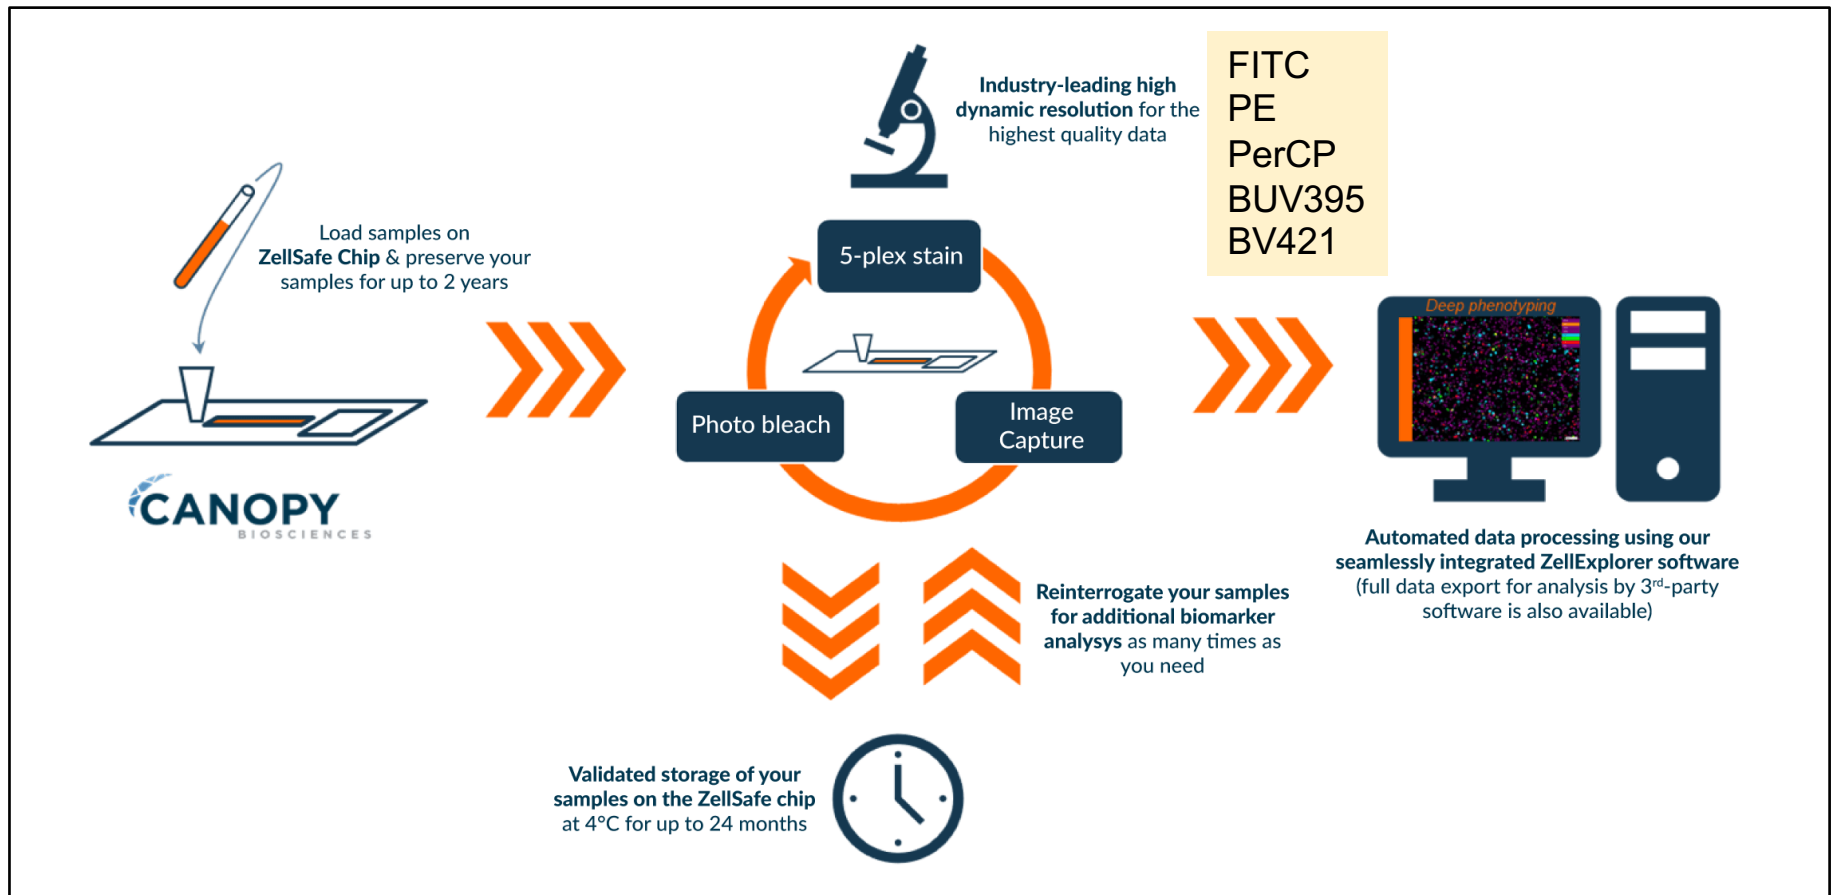 Load samples on
ZellSafe Chip & preserve your
samples for up to 2 years
CANOPY
BIOSCIENCES
Industry-leading high
dynamic resolution for the
highest quality data
FITC
PE
PerCP
BUV395
BV421
5-plex stain
Image
Capture
Photo bleach
Reinterrogate your samples
for additional biomarker
analysys as many times as
you need
Validated storage of your
samples on the ZellSafe chip
at 4°C for up to 24 months
Deep phenotyping
Automated data processing using our
seamlessly integrated ZellExplorer software
(full data export for analysis by 3rd-party
software is also available)